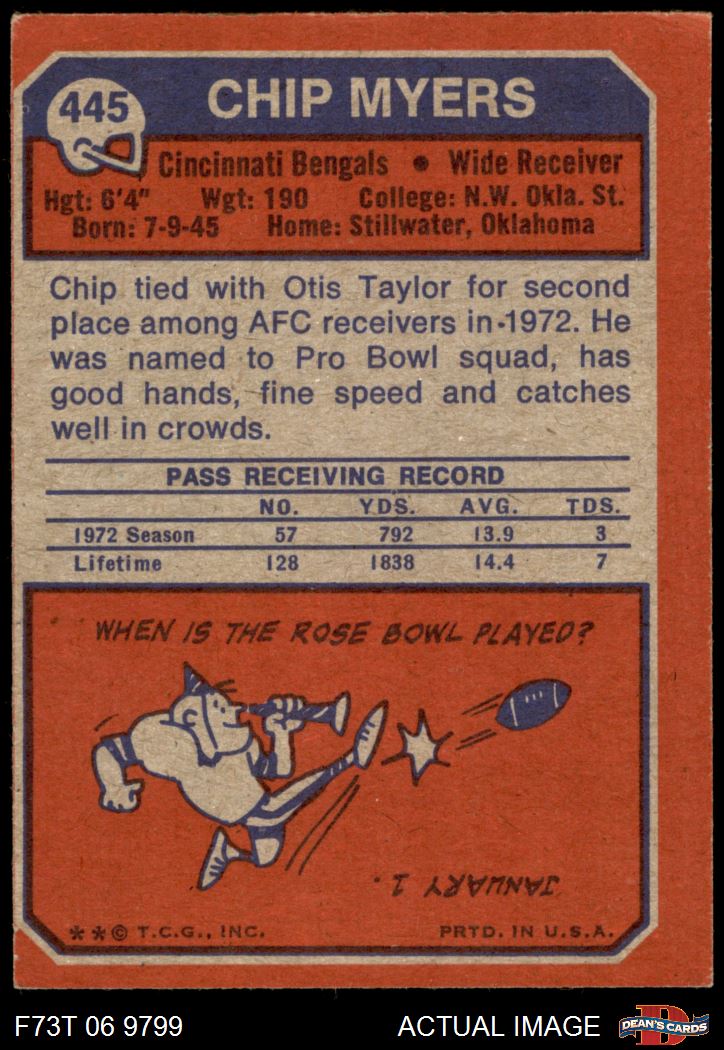 445
CHIP MYERS
Cincinnati Bengals • Wide Receiver
Hgt: 6'4" Wgt: 190 College: N.W. Okla. St.
Born: 7-9-45 Home: Stillwater, Oklahoma
Chip tied with Otis Taylor for second
place among AFC receivers in 1972. He
was named to Pro Bowl squad, has
good hands, fine speed and catches
well in crowds.
PASS RECEIVING RECORD
NO. YDS. AVG. TDS.
1972 Season 57 792 13.9 3
Lifetime 128 1838 14.4 7
WHEN IS THE ROSE BOWL PLAYED?
JANUARY 1.
**© T.C.G., INC. PRTD. IN U.S.A.
F73T 06 9799 ACTUAL IMAGE
D
DEAN'S CARDS